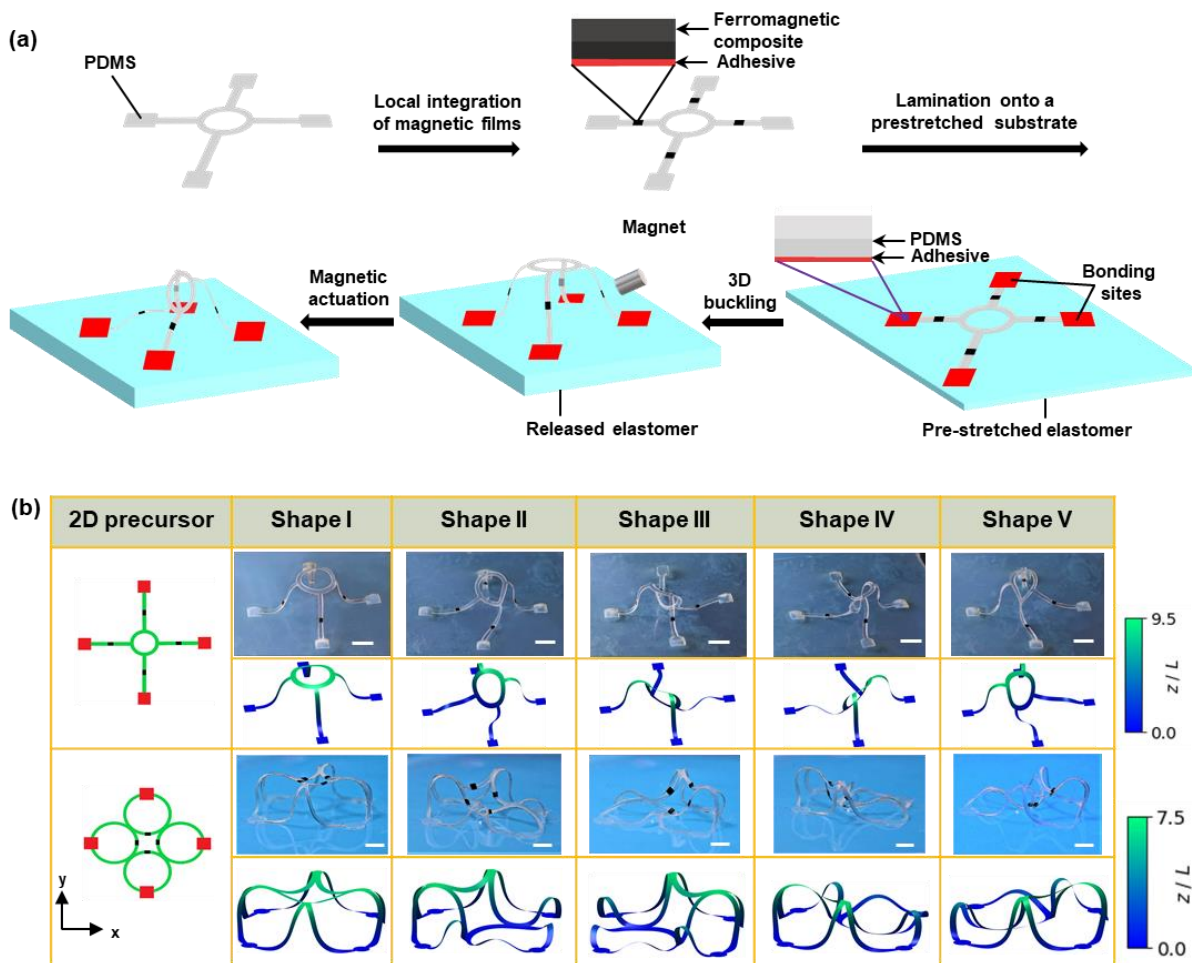 (a)
PDMS
Local integration
of magnetic films
Ferromagnetic
composite
Adhesive
Lamination onto a
prestretched substrate
Magnetic
actuation
Magnet
Released elastomer
3D
buckling
PDMS
Adhesive
Bonding
sites
Pre-stretched elastomer
(b)
2D precursor
Shape I
Shape II
Shape III
Shape IV
Shape V
9.5
z / L
0.0
7.5
z / L
0.0
y
x